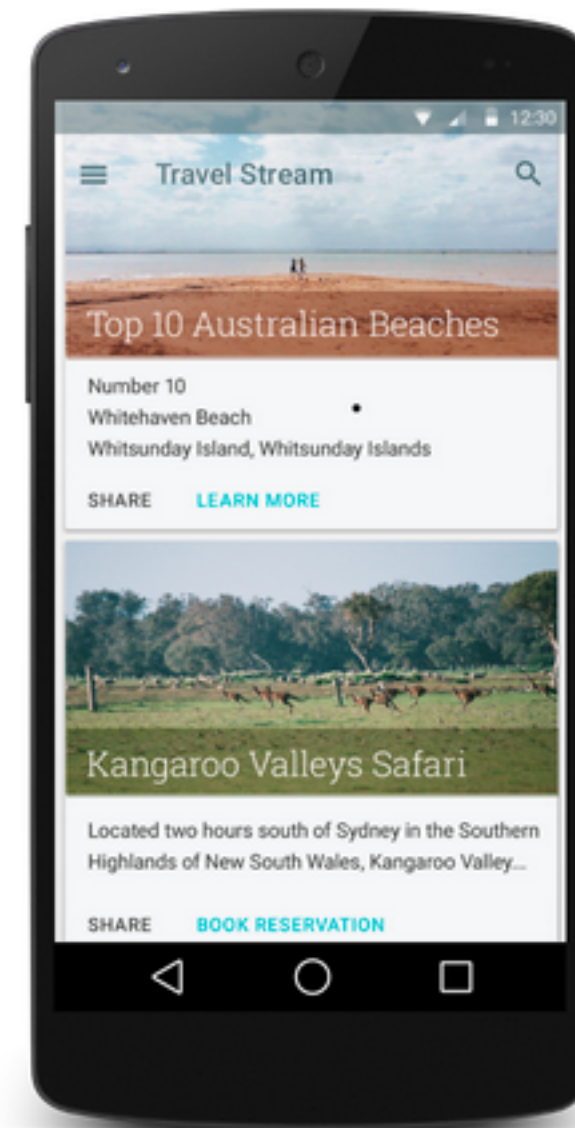 12:30
Travel Stream
Top 10 Australian Beaches
Number 10
Whitehaven Beach
Whitsunday Island, Whitsunday Islands
SHARE LEARN MORE
Kangaroo Valleys Safari
Located two hours south of Sydney in the Southern
Highlands of New South Wales, Kangaroo Valley...
SHARE BOOK RESERVATION